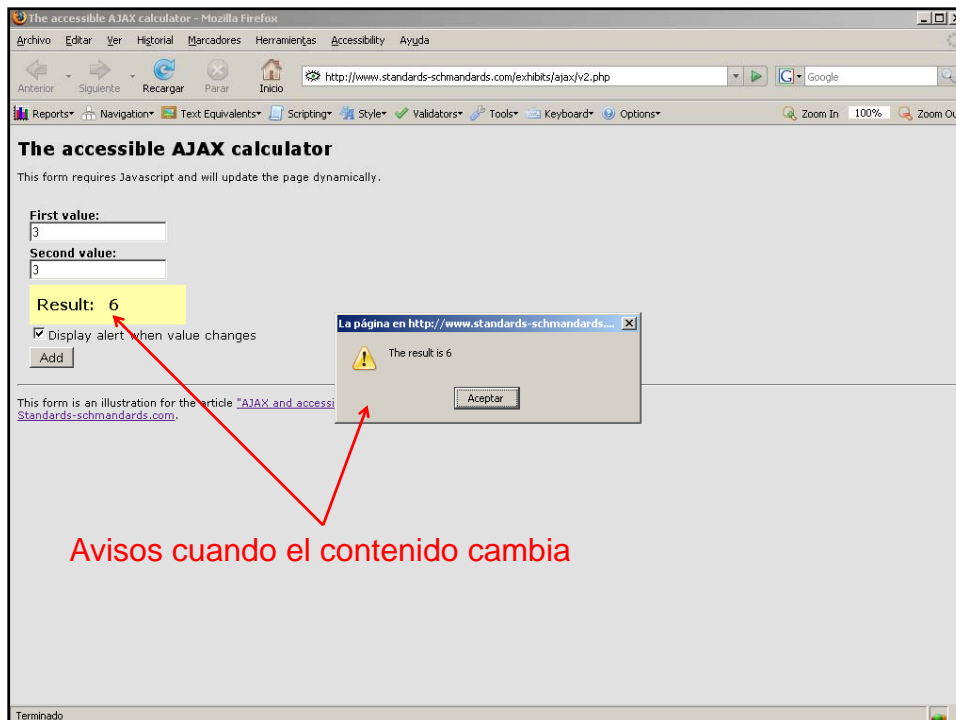 The accessible AJAX calculator - Mozilla Firefox
Archivo Editar Ver Historial Marcadores Herramientas Accessibility Ayuda
Anterior Siguiente Recargar Parar Inicio http://www.standards-schmandards.com/exhibits/ajax/v2.php Google
Reports Navigation Text Equivalents Scripting Style Validators Tools Keyboard Options Zoom In 100% Zoom Ou
The accessible AJAX calculator
This form requires Javascript and will update the page dynamically.
First value:
3
Second value:
3
Result: 6
Display alert when value changes
Add
La página en http://www.standards-schmandards....
The result is 6
Aceptar
This form is an illustration for the article "AJAX and accessi
Standards-schmandards.com.
Avisos cuando el contenido cambia
Terminado